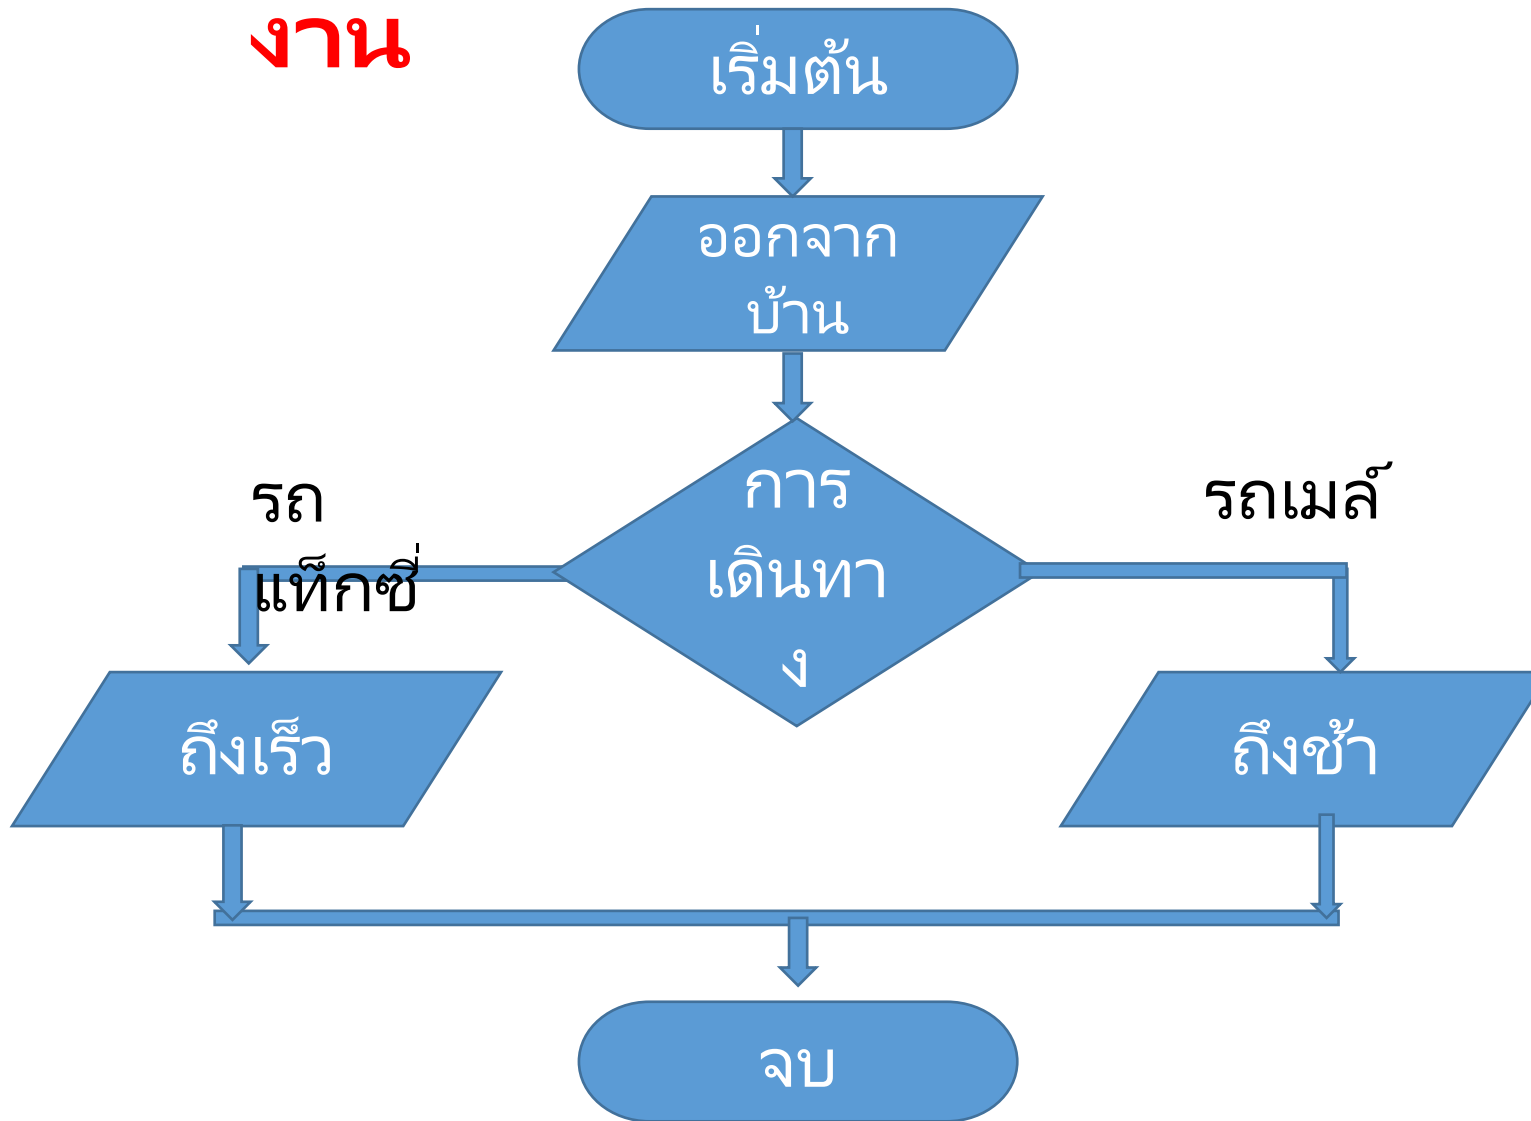 งาน
เริ่มต้น
ออกจาก
บ้าน
การ
เดินทา
ง
รถ
แท็กซี่
รถเมล์
ถึงเร็ว
ถึงช้า
จบ